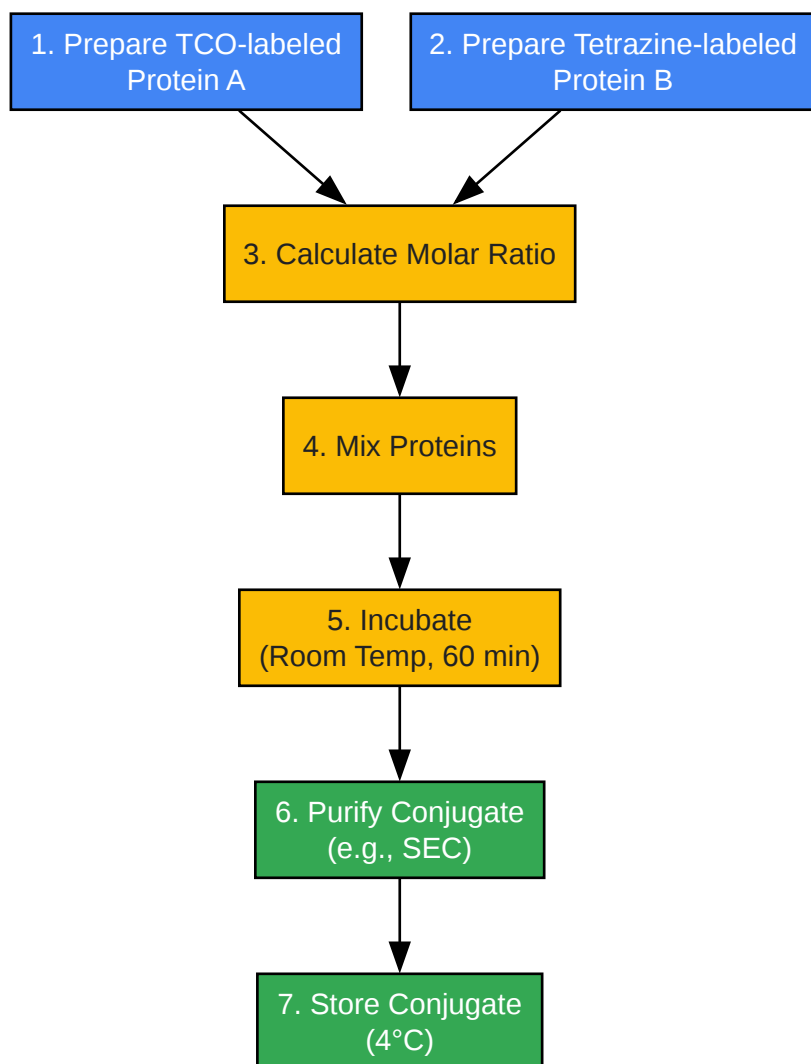 1. Prepare TCO-labeled
Protein A
2. Prepare Tetrazine-labeled
Protein B
3. Calculate Molar Ratio
4. Mix Proteins
5. Incubate
(Room Temp, 60 min)
6. Purify Conjugate
(e.g., SEC)
7. Store Conjugate
(4°C)